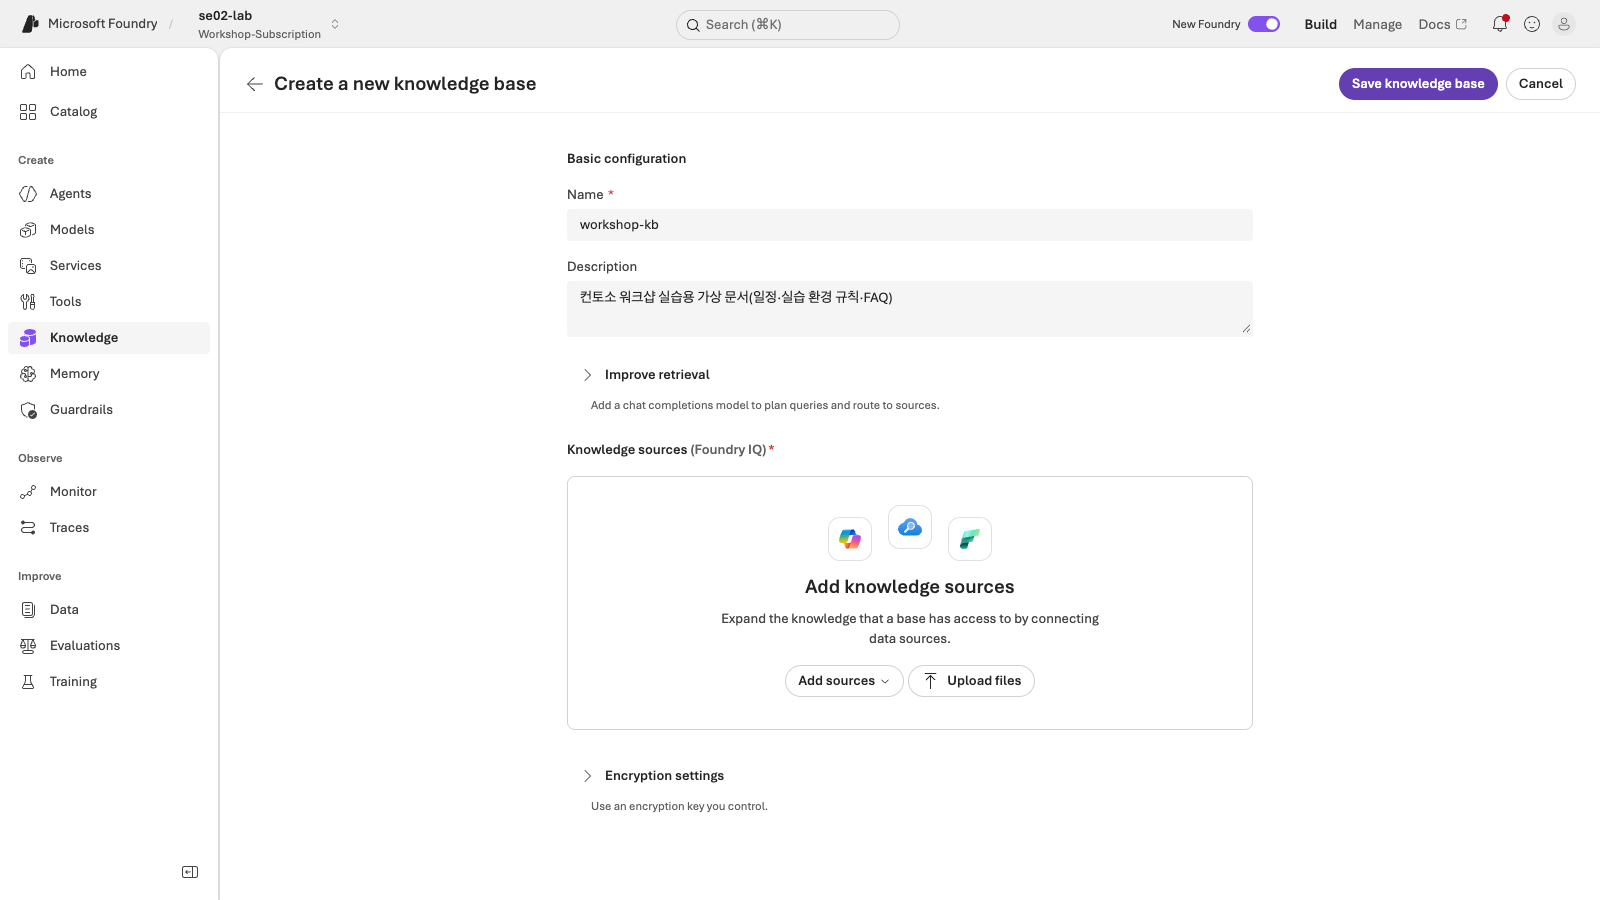 Microsoft Foundry
/
se02-lab
Workshop-Subscription
Search (⌘K)
New Foundry
Build
Manage
Docs
Home
Catalog
Create
Agents
Models
Services
Tools
Knowledge
Memory
Guardrails
Observe
Monitor
Traces
Improve
Data
Evaluations
Training
Create a new knowledge base
Save knowledge base
Cancel
Basic configuration
Name *
workshop-kb
Description
컨토소 워크샵 실습용 가상 문서(일정·실습 환경 규칙·FAQ)
Improve retrieval
Add a chat completions model to plan queries and route to sources.
Knowledge sources (Foundry IQ) *
Add knowledge sources
Expand the knowledge that a base has access to by connecting
data sources.
Add sources
Upload files
Encryption settings
Use an encryption key you control.